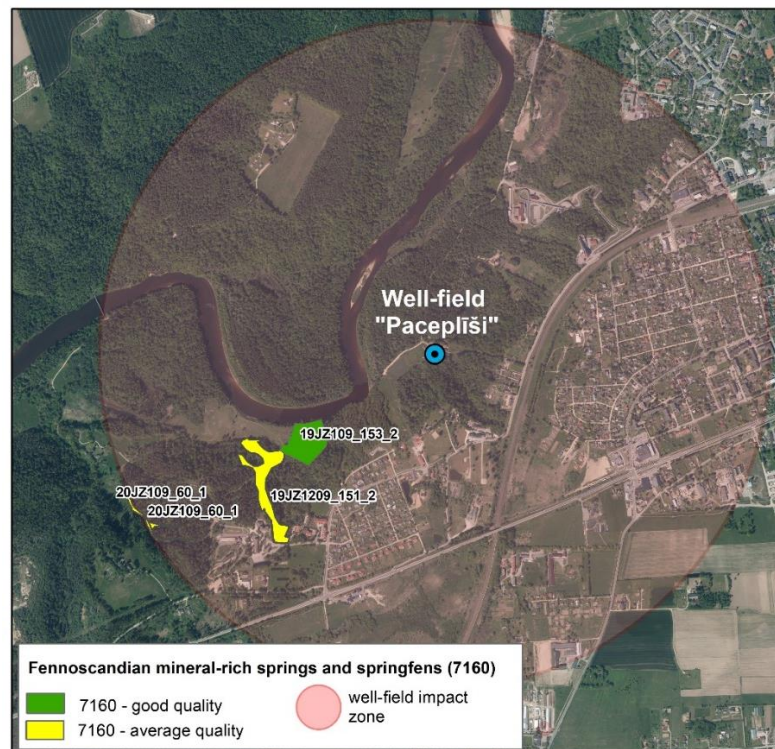 Well-field
"Paceplīši"
19JZ109_153_2
20JZ109_60_1
19JZ1209_151_2
20JZ109_60_1
Fennoscandian mineral-rich springs and springfens (7160)
7160 - good quality
7160 - average quality
well-field impact
zone